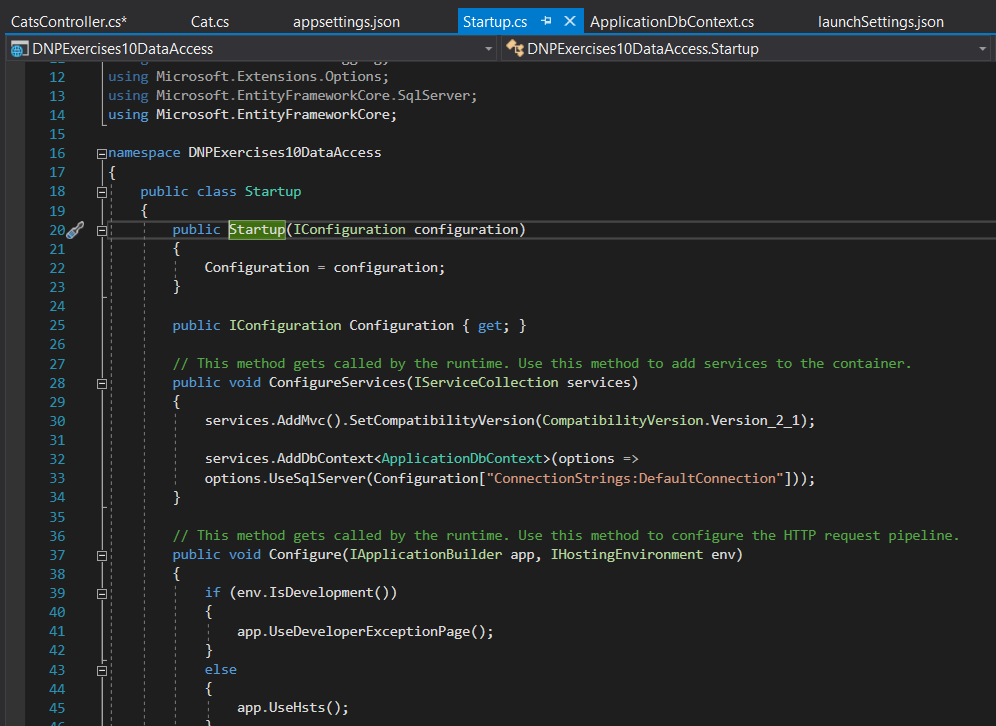 CatsController.cs* Cat.cs appsettings.json Startup.cs ApplicationDbContext.cs launchSettings.json
DNPExercises10DataAccess DNPExercises10DataAccess.Startup
12 using Microsoft.Extensions.Options;
13 using Microsoft.EntityFrameworkCore.SqlServer;
14 using Microsoft.EntityFrameworkCore;
15
16 namespace DNPExercises10DataAccess
17 {
18 public class Startup
19 {
20 public Startup(IConfiguration configuration)
21 {
22 Configuration = configuration;
23 }
24
25 public IConfiguration Configuration { get; }
26
27 // This method gets called by the runtime. Use this method to add services to the container.
28 public void ConfigureServices(IServiceCollection services)
29 {
30 services.AddMvc().SetCompatibilityVersion(CompatibilityVersion.Version_2_1);
31
32 services.AddDbContext<ApplicationDbContext>(options =>
33 options.UseSqlServer(Configuration["ConnectionStrings:DefaultConnection"]));
34 }
35
36 // This method gets called by the runtime. Use this method to configure the HTTP request pipeline.
37 public void Configure(IApplicationBuilder app, IHostingEnvironment env)
38 {
39 if (env.IsDevelopment())
40 {
41 app.UseDeveloperExceptionPage();
42 }
43 else
44 {
45 app.UseHsts();